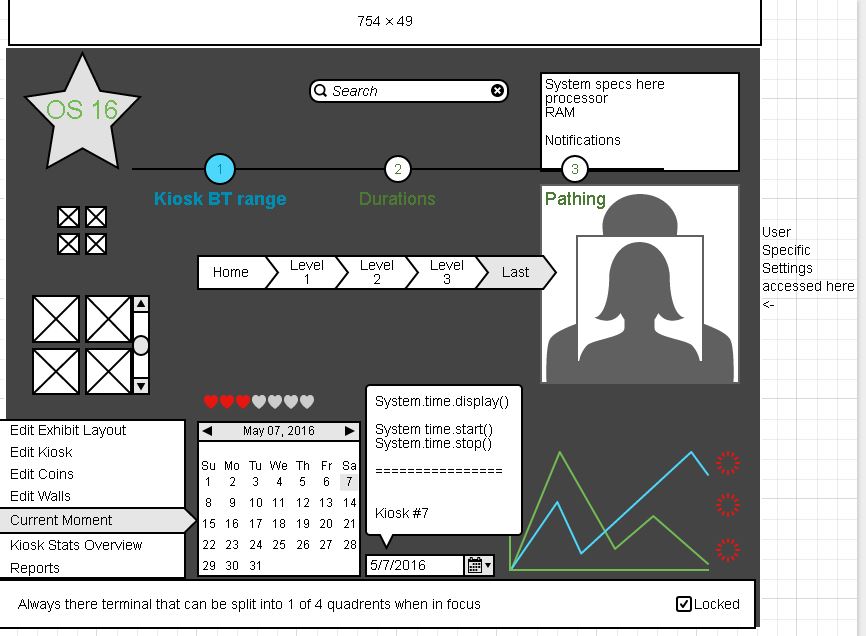 754 × 49
OS 16
Search
System specs here
processor
RAM
Notifications
1
2
3
Kiosk BT range
Durations
Pathing
User
Specific
Settings
accessed here
<-
Home
Level
1
Level
2
Level
3
Last
Edit Exhibit Layout
Edit Kiosk
Edit Coins
Edit Walls
Current Moment
Kiosk Stats Overview
Reports
May 07, 2016
Su Mo Tu We Th Fr Sa
1 2 3 4 5 6 7
8 9 10 11 12 13 14
15 16 17 18 19 20 21
22 23 24 25 26 27 28
29 30 31
System.time.display()
System time.start()
System.time.stop()
================
Kiosk #7
5/7/2016
Always there terminal that can be split into 1 of 4 quadrents when in focus
Locked